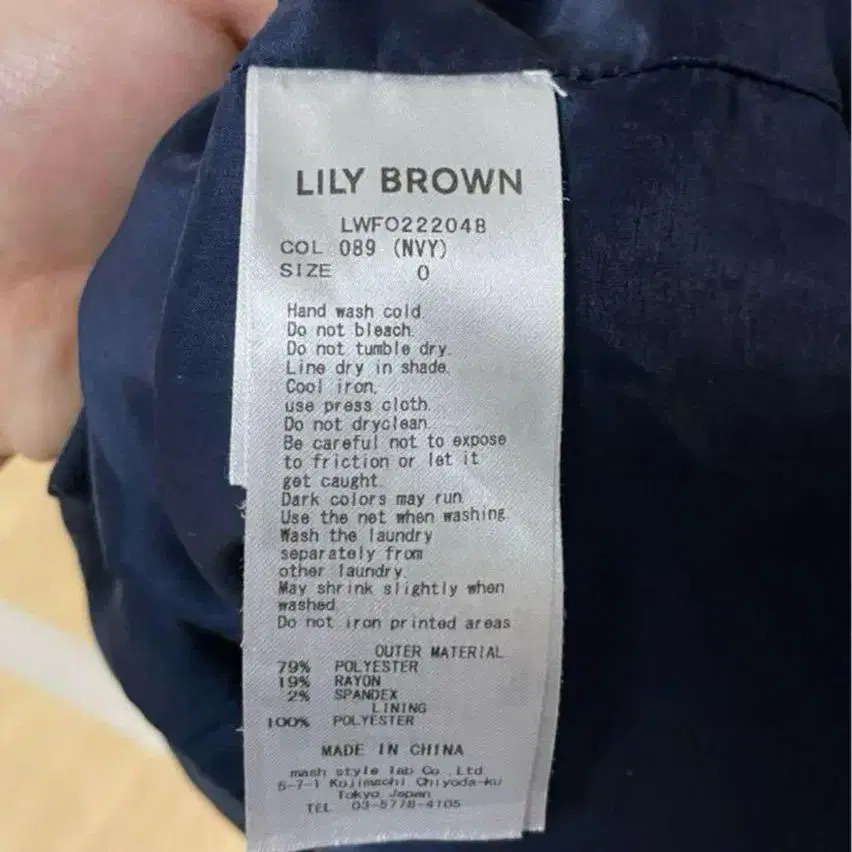 LILY BROWN
LWFO222048
COL 089 (NVY)
SIZE 0
Hand wash cold.
Do not bleach.
Do not tumble dry.
Line dry in shade.
Cool iron,
use press cloth.
Do not dryclean.
Be careful not to expose
to friction or let it
get caught.
Dark colors may run.
Use the net when washing.
Wash the laundry
separately from
other laundry.
May shrink slightly when
washed.
Do not iron printed areas
OUTER MATERIAL
79% POLYESTER
19% RAYON
2% SPANDEX
LINING
100% POLYESTER
MADE IN CHINA
mash style lab Co.,Ltd.
5-7-1 Kojimachi Chiyoda-ku
Tokyo Japan
TEL 03-5778-4105